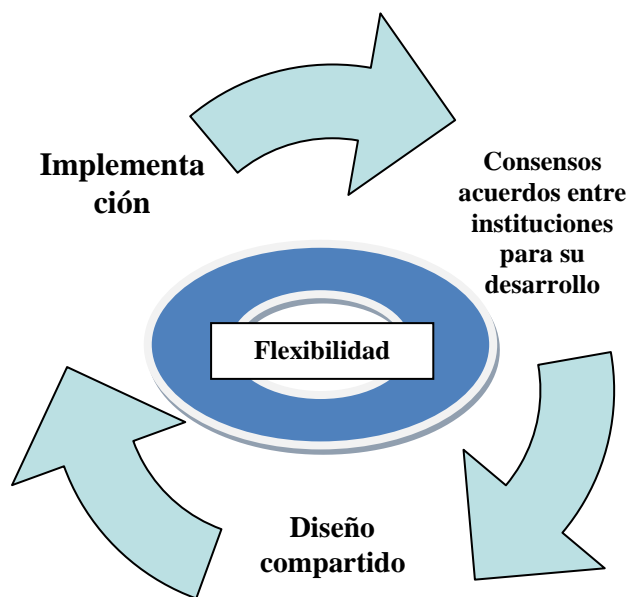 Implementa
ción
Consensos
acuerdos entre
instituciones
para su
desarrollo
Flexibilidad
Diseño
compartido